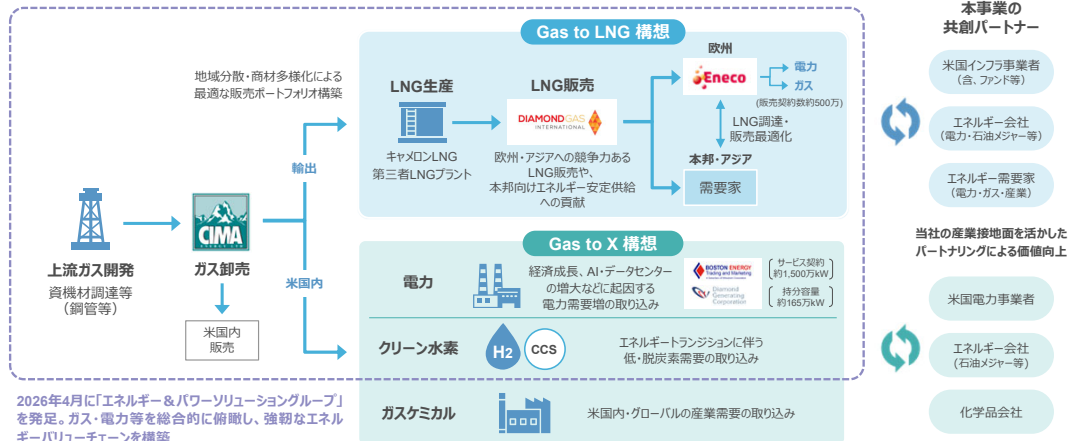 Gas to LNG 構想
地域分散・商材多様化による
最適な販売ポートフォリオ構築
LNG生産
キャメロンLNG
第三者LNGプラント
LNG販売
DIAMONDGAS
INTERNATIONAL
欧州・アジアへの競争力ある
LNG販売や、
本邦向けエネルギー安定供給
への貢献
欧州
Eneco
電力
ガス
(販売契約数約500万)
LNG調達・
販売最適化
本邦・アジア
需要家
輸出
上流ガス開発
資機材調達等
(鋼管等)
CIMA
ガス卸売
米国内
販売
米国内
Gas to X 構想
電力
経済成長、AI・データセンター
の増大などに起因する
電力需要増の取り込み
BOSTON ENERGY
Trading and Marketing
サービス契約
約1,500万kW
Diamond
Generating
Corporation
持分容量
約165万kW
クリーン水素
H2
CCS
エネルギートランジションに伴う
低・脱炭素需要の取り込み
ガスケミカル
米国内・グローバルの産業需要の取り込み
2026年4月に「エネルギー&パワーソリューショングループ」
を発足。ガス・電力等を総合的に俯瞰し、強靭なエネル
ギーバリューチェーンを構築
本事業の
共創パートナー
米国インフラ事業者
(含、ファンド等)
エネルギー会社
(電力・石油メジャー等)
エネルギー需要家
(電力・ガス・産業)
当社の産業接地面を活かした
パートナリングによる価値向上
米国電力事業者
エネルギー会社
(石油メジャー等)
化学品会社